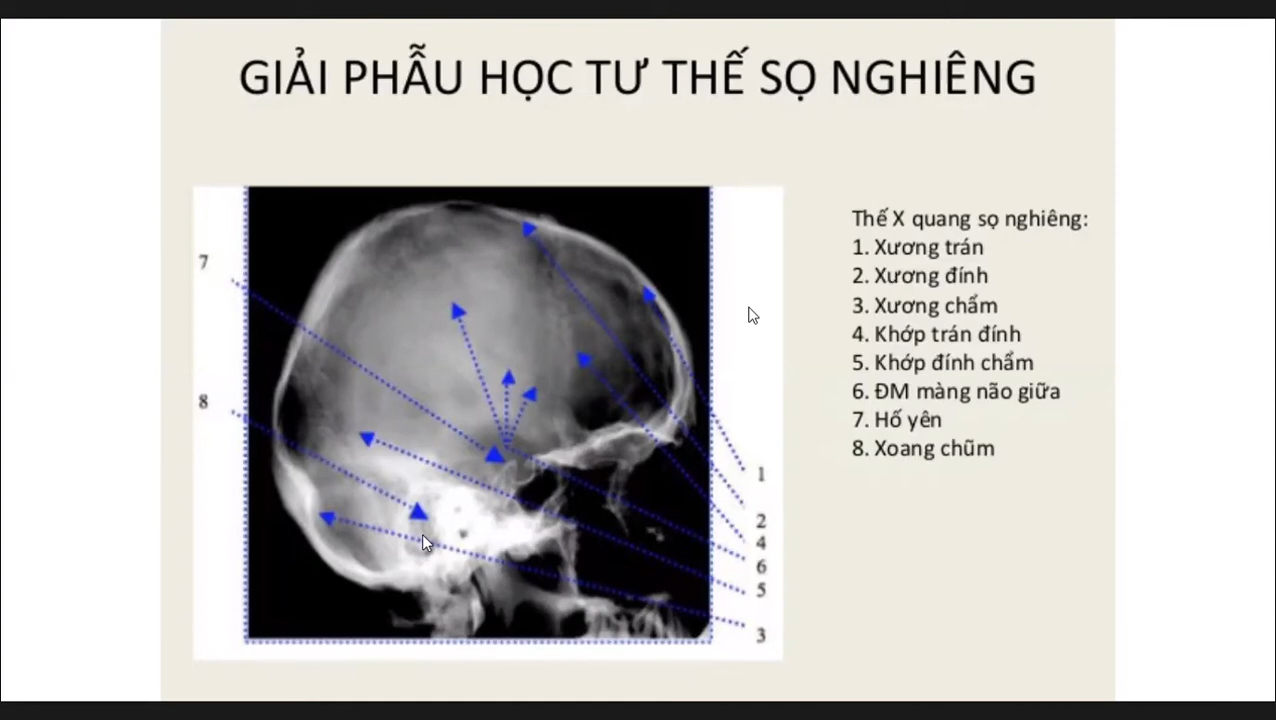 GIẢI PHẪU HỌC TƯ THẾ SỌ NGHIÊNG
7
8
1
2
4
6
5
3
Thế X quang sọ nghiêng:
1. Xương trán
2. Xương đính
3. Xương chẩm
4. Khớp trán đính
5. Khớp đính chẩm
6. ĐM màng não giữa
7. Hố yên
8. Xoang chũm